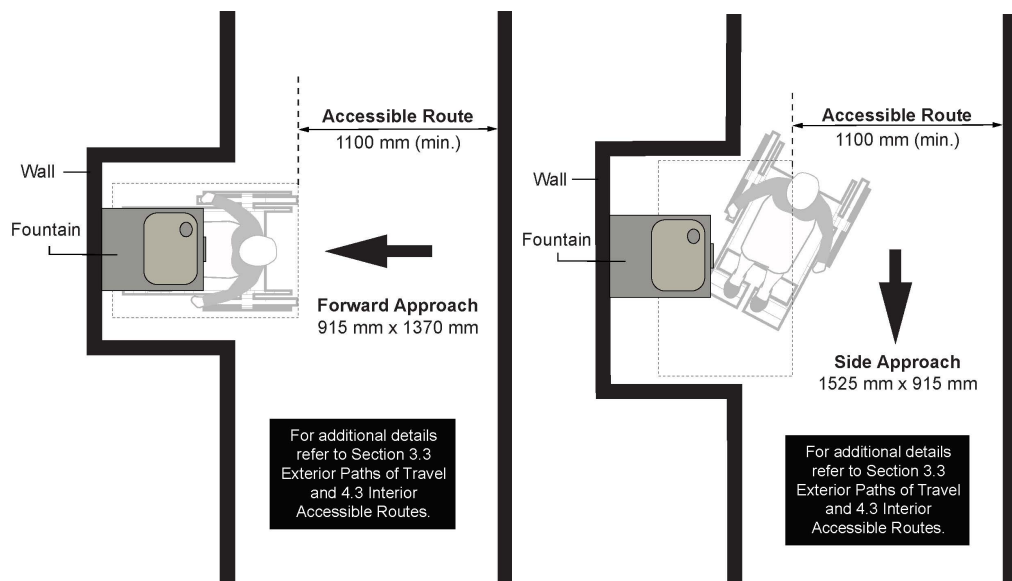 Accessible Route
1100 mm (min.)
Wall
Fountain
Forward Approach
915 mm x 1370 mm
For additional details
refer to Section 3.3
Exterior Paths of Travel
and 4.3 Interior
Accessible Routes.
Accessible Route
1100 mm (min.)
Wall
Fountain
Side Approach
1525 mm x 915 mm
For additional details
refer to Section 3.3
Exterior Paths of Travel
and 4.3 Interior
Accessible Routes.